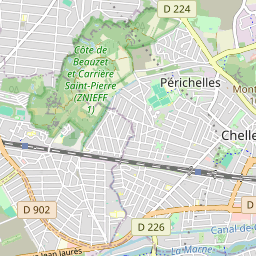 D 224
Côte de
Beauzet
et Carrière
Saint-Pierre
(ZNIEFF
1)
Périchelles
Mont
Chelle
D 902
D 226
Jean Jaurès
La Marne
Canal de